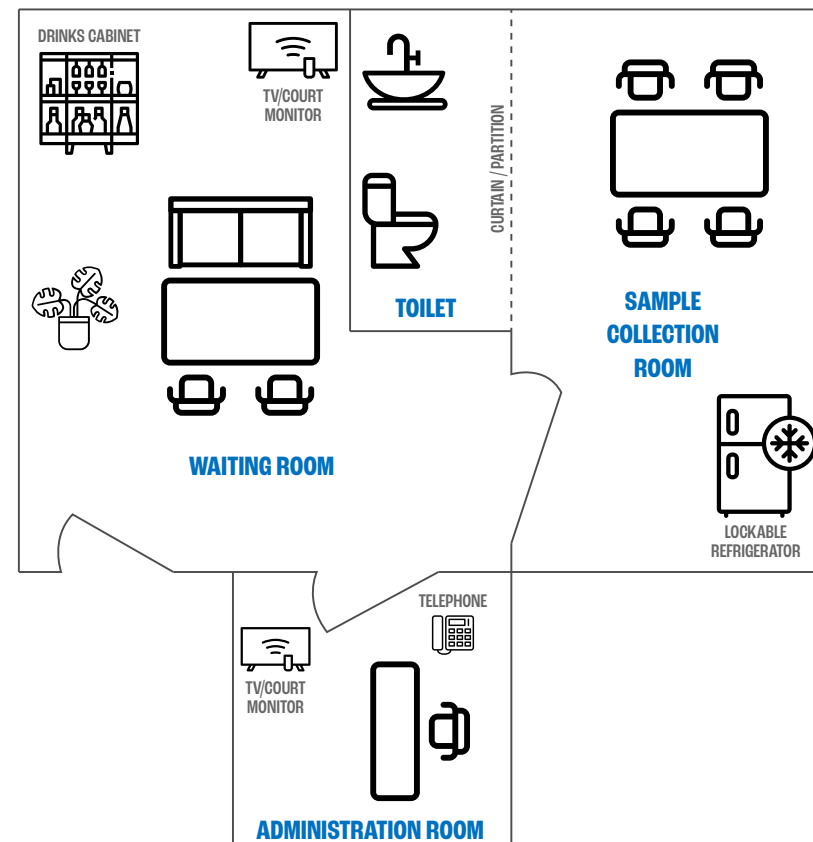 DRINKS CABINET
TV/COURT
MONITOR
CURTAIN / PARTITION
TOILET
SAMPLE
COLLECTION
ROOM
WAITING ROOM
LOCKABLE
REFRIGERATOR
TELEPHONE
TV/COURT
MONITOR
ADMINISTRATION ROOM